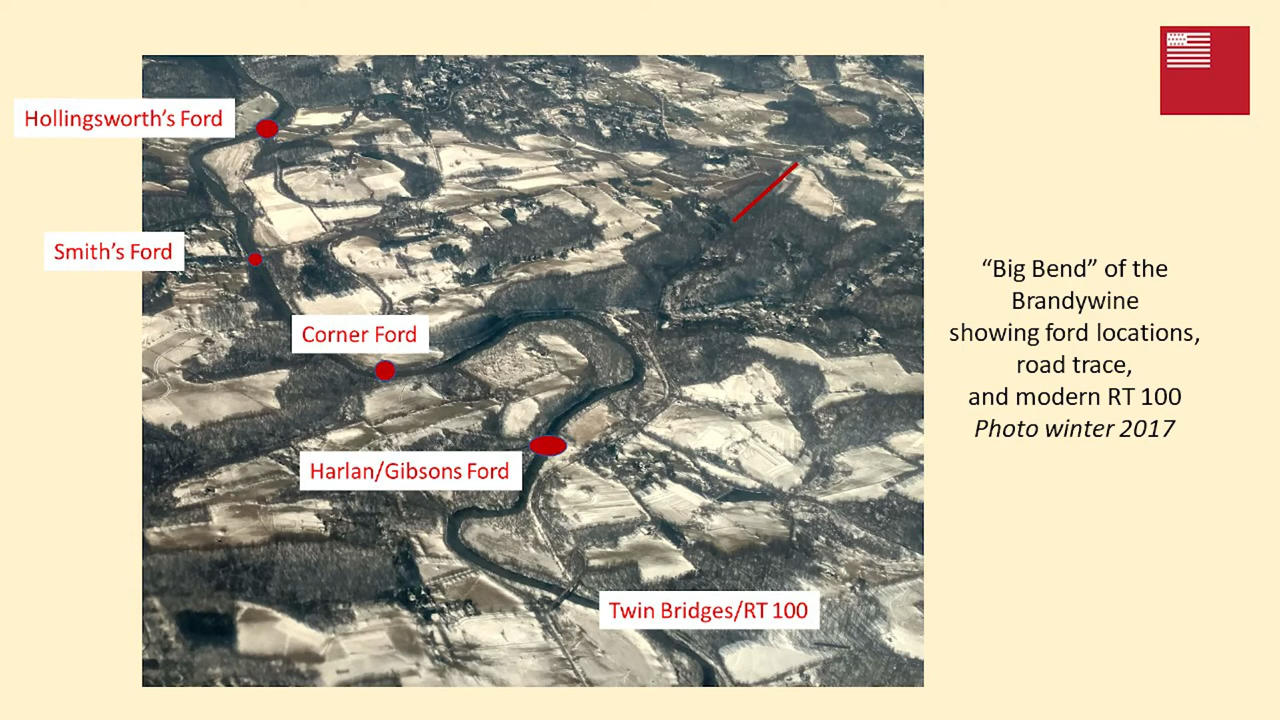 Hollingsworth's Ford
Smith's Ford
Corner Ford
Harlan/Gibsons Ford
Twin Bridges/RT 100
“Big Bend” of the
Brandywine
showing ford locations,
road trace,
and modern RT 100
Photo winter 2017